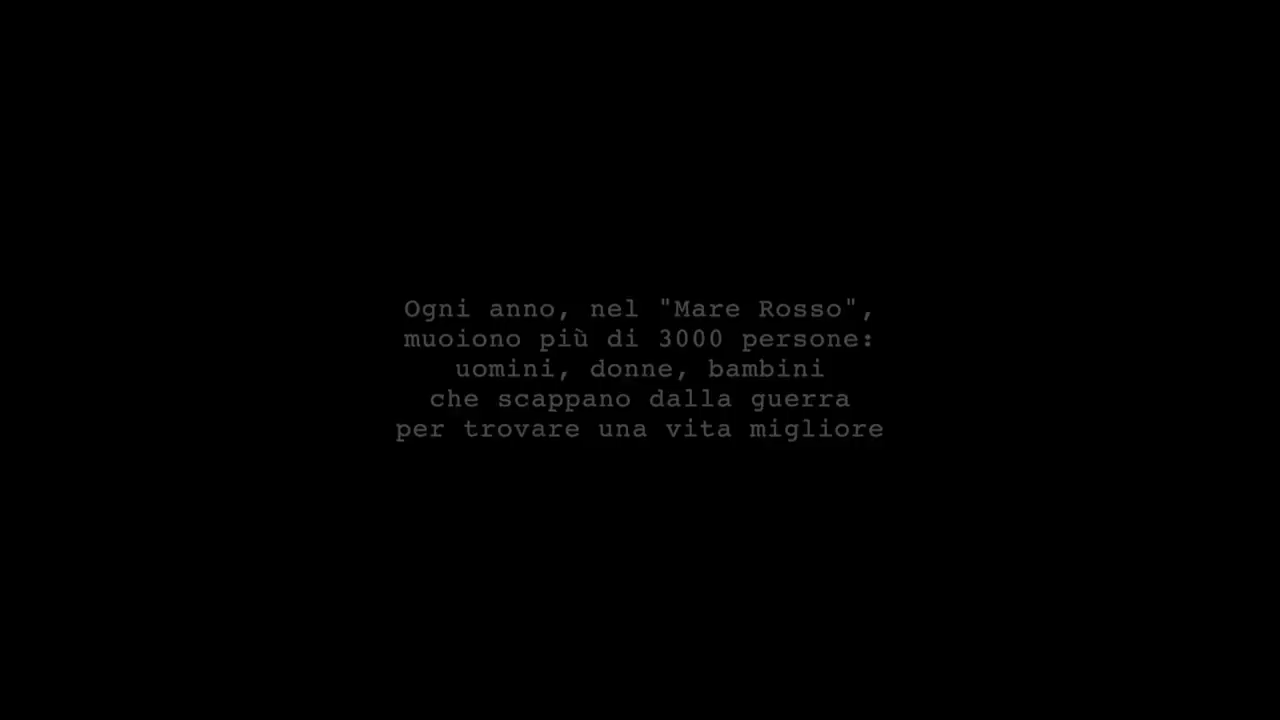 Ogni anno, nel "Mare Rosso",
muoiono più di 3000 persone:
uomini, donne, bambini
che scappano dalla guerra
per trovare una vita migliore